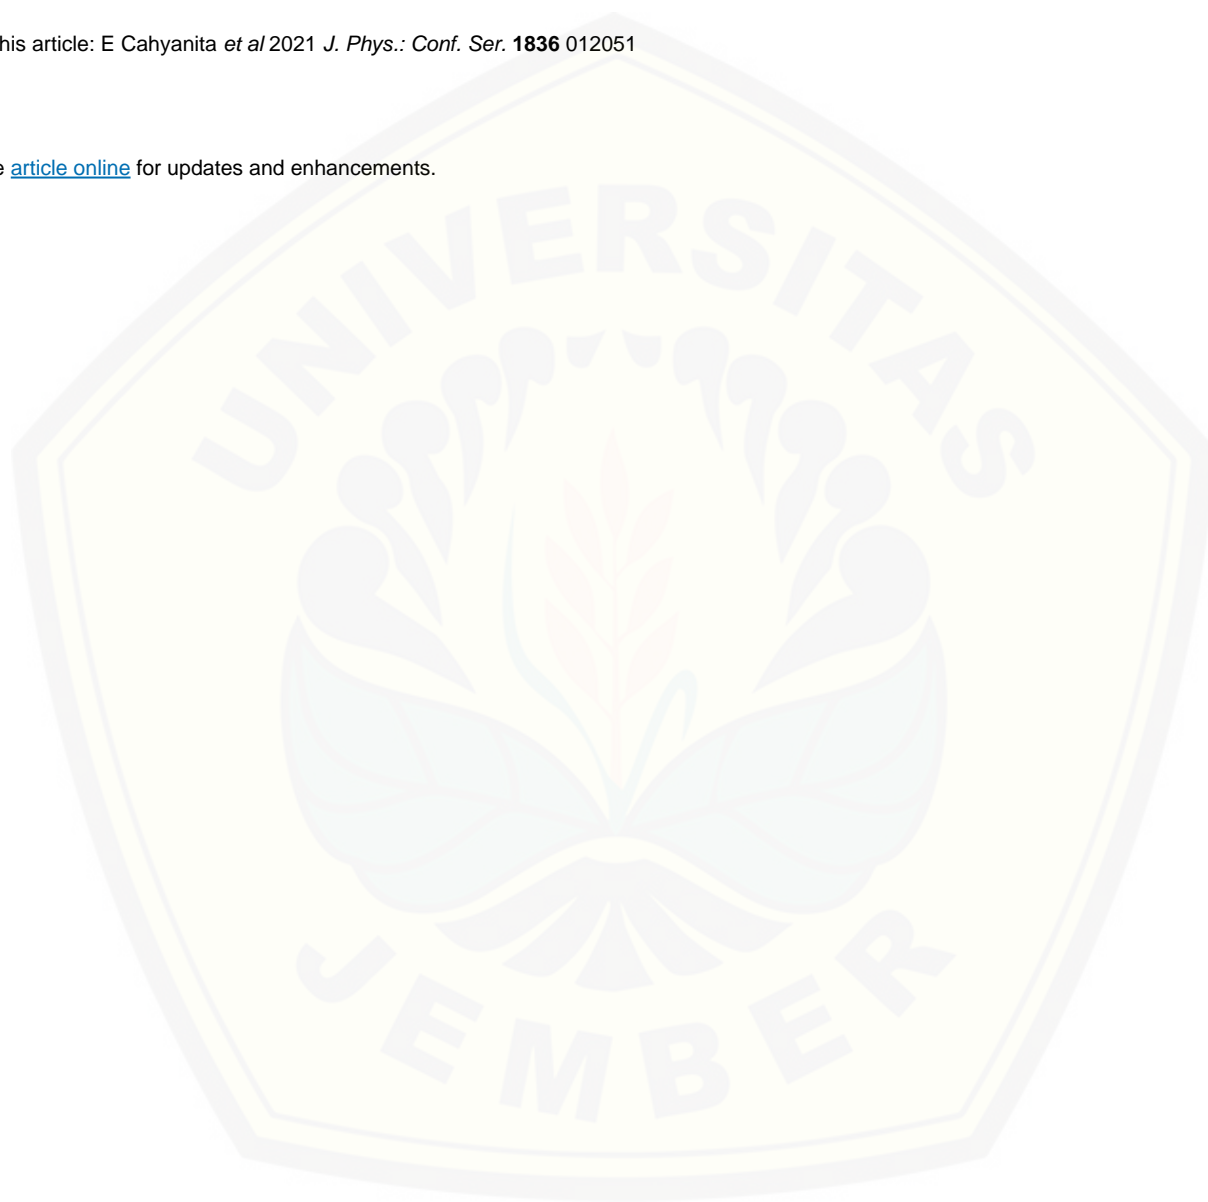 his article: E Cahyanita et al 2021 J. Phys.: Conf. Ser. 1836 012051
article online for updates and enhancements.
UNIVERSITAS
JEMBER